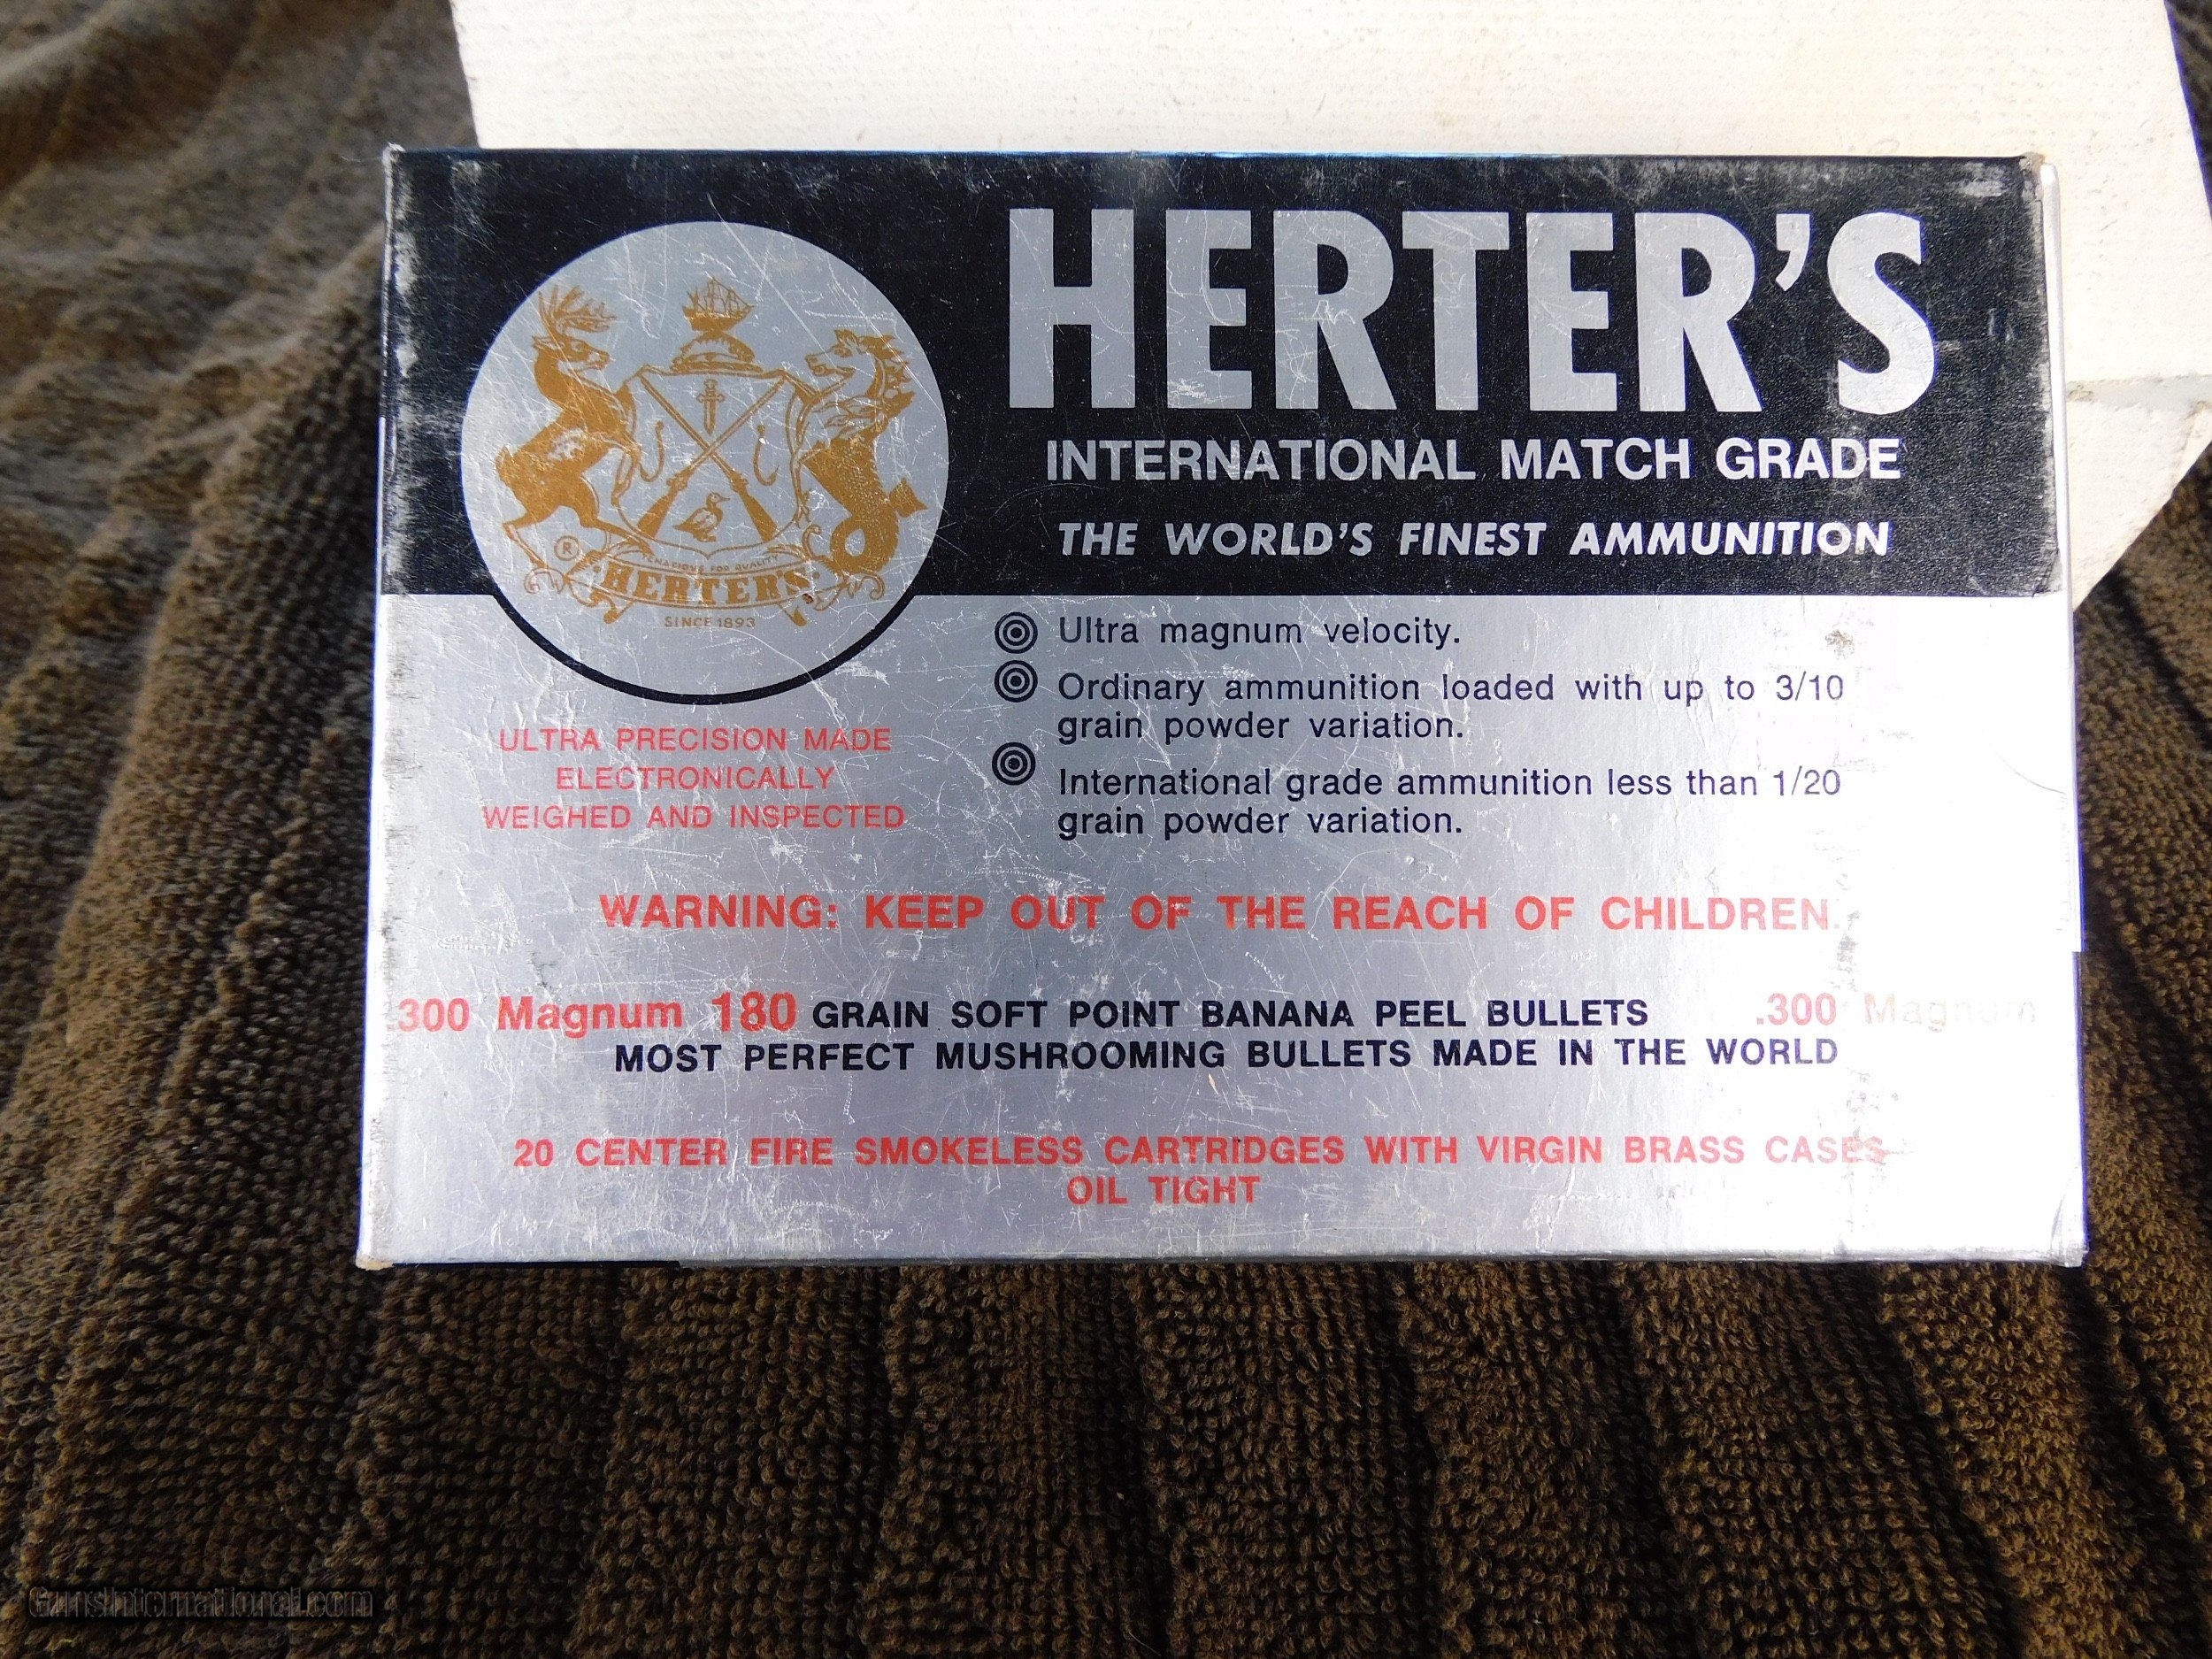 HERTER'S
INTERNATIONAL MATCH GRADE
THE WORLD'S FINEST AMMUNITION
®
TENACIOUS FOR QUALITY
HERTER'S
SINCE 1893
ULTRA PRECISION MADE
ELECTRONICALLY
WEIGHED AND INSPECTED
Ultra magnum velocity.
Ordinary ammunition loaded with up to 3/10
grain powder variation.
International grade ammunition less than 1/20
grain powder variation.
WARNING: KEEP OUT OF THE REACH OF CHILDREN.
.300 Magnum 180 GRAIN SOFT POINT BANANA PEEL BULLETS .300 Magnum
MOST PERFECT MUSHROOMING BULLETS MADE IN THE WORLD
20 CENTER FIRE SMOKELESS CARTRIDGES WITH VIRGIN BRASS CASES
OIL TIGHT
GunsInternational.com